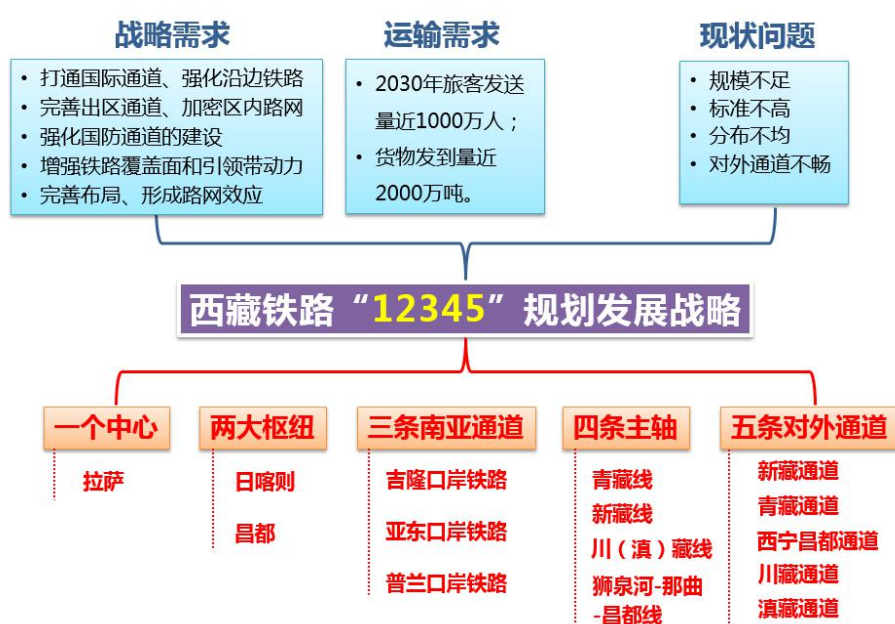 战略需求
• 打通国际通道、强化沿边铁路
• 完善出区通道、加密区内路网
• 强化国防通道的建设
• 增强铁路覆盖面和引领带动力
• 完善布局、形成路网效应
运输需求
• 2030年旅客发送
量近1000万人；
• 货物发到量近
2000万吨。
现状问题
• 规模不足
• 标准不高
• 分布不均
• 对外通道不畅
西藏铁路“12345”规划发展战略
一个中心
拉萨
两大枢纽
日喀则
昌都
三条南亚通道
吉隆口岸铁路
亚东口岸铁路
普兰口岸铁路
四条主轴
青藏线
新藏线
川（滇）藏线
狮泉河-那曲
-昌都线
五条对外通道
新藏通道
青藏通道
西宁昌都通道
川藏通道
滇藏通道